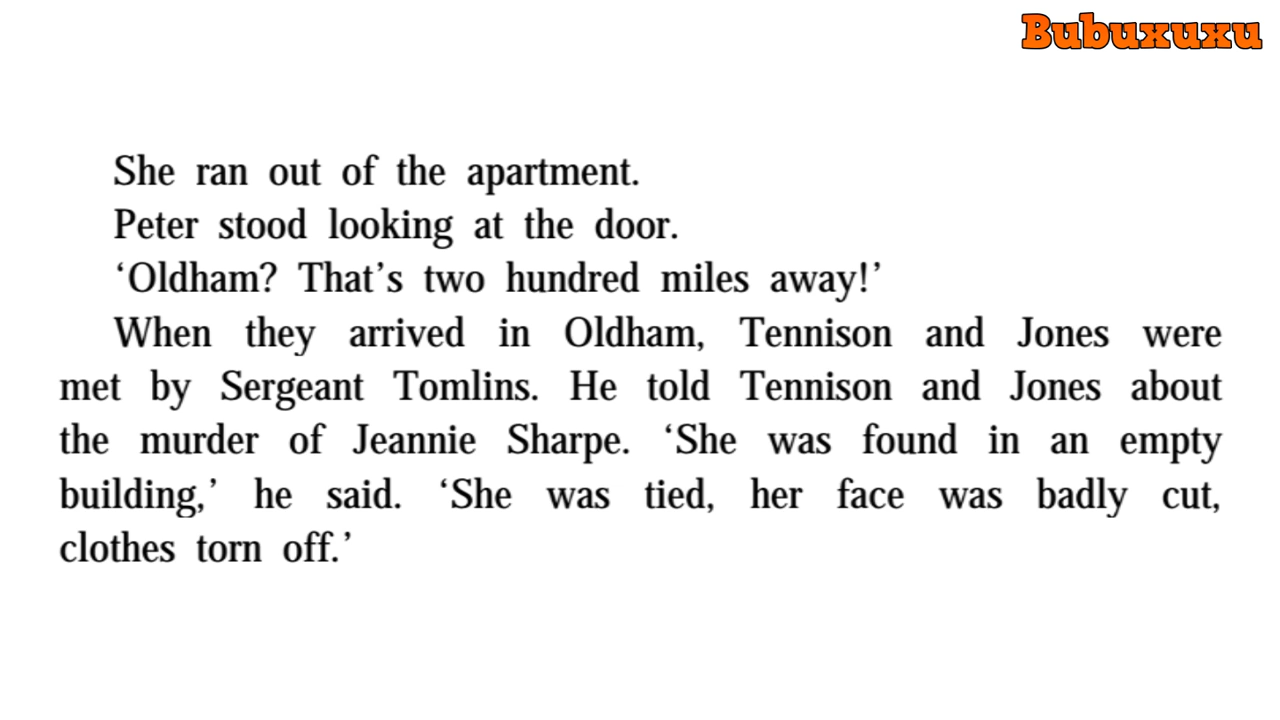 Bubuxuxu
She ran out of the apartment.
Peter stood looking at the door.
‘Oldham? That’s two hundred miles away!’
When they arrived in Oldham, Tennison and Jones were
met by Sergeant Tomlins. He told Tennison and Jones about
the murder of Jeannie Sharpe. ‘She was found in an empty
building,’ he said. ‘She was tied, her face was badly cut,
clothes torn off.’